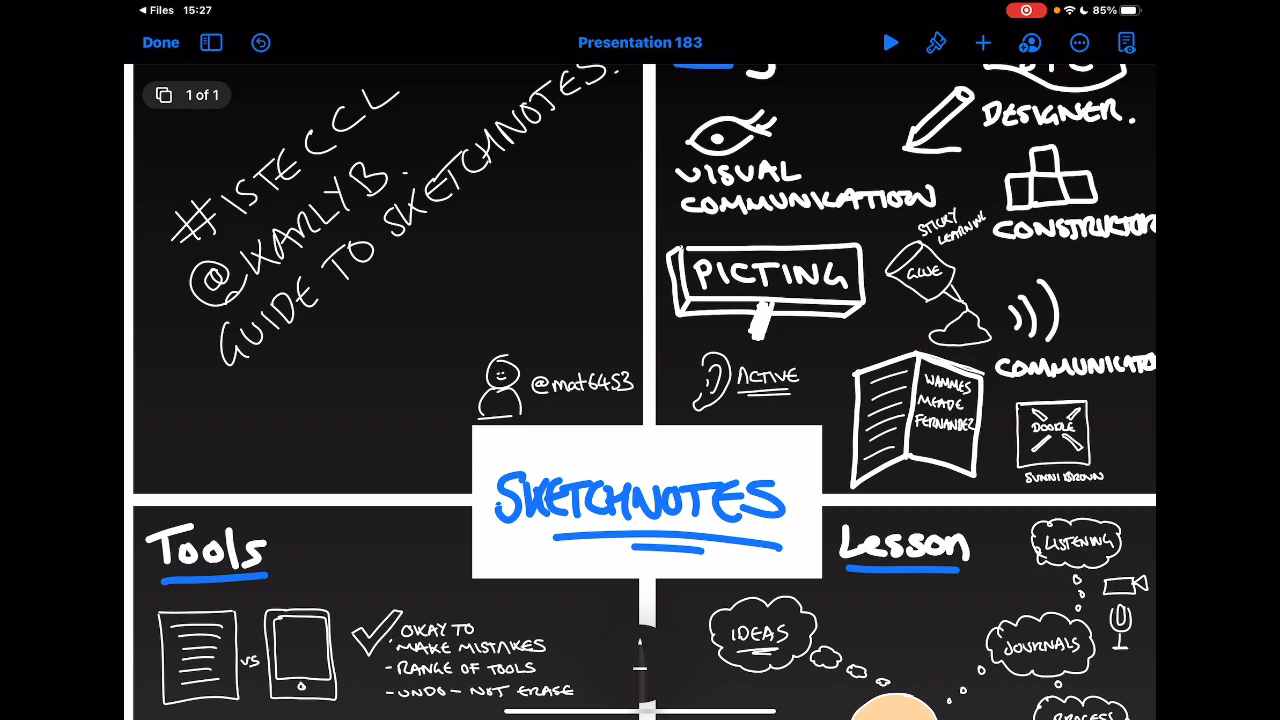 Files 15:27
85%
Done
Presentation 183
1 of 1
#ISTECCL
@KARLYB.
GUIDE TO SKETCHNOTES.
@mat6453
VISUAL
COMMUNICATION
DESIGNER.
CONSTRUCTOR
STICKY
LEARNING
GLUE
PICTING
COMMUNICATO
ACTIVE
WAMMES
MEADE
FERNANDEZ
DOODLE
SUNNI BROWN
SKETCHNOTES
Tools
VS
OKAY TO
MAKE MISTAKES
- RANGE OF TOOLS
- UNDO - NOT ERASE
Lesson
LISTENING
IDEAS
JOURNALS
PROCESS